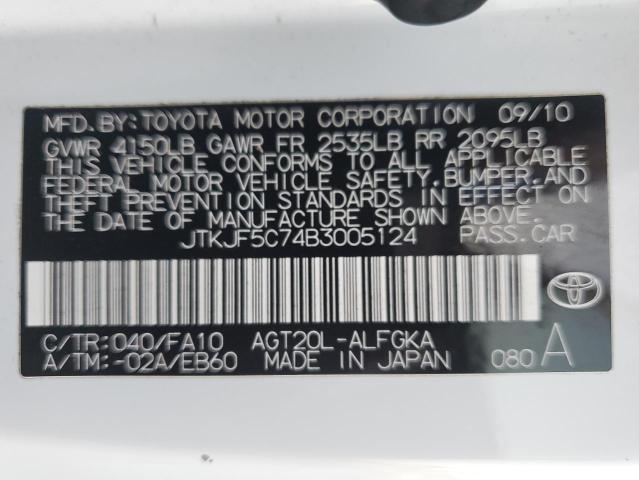 MFD. BY: TOYOTA MOTOR CORPORATION 09/10
GVWR 4150LB GAWR FR 2535LB RR 2095LB
THIS VEHICLE CONFORMS TO ALL APPLICABLE
FEDERAL MOTOR VEHICLE SAFETY, BUMPER, AND
THEFT PREVENTION STANDARDS IN EFFECT ON
THE DATE OF MANUFACTURE SHOWN ABOVE.
JTKJF5C74B3005124 PASS.CAR
C/TR:040/FA10 AGT20L-ALFGKA
A/TM:-02A/EB60 MADE IN JAPAN 080 A